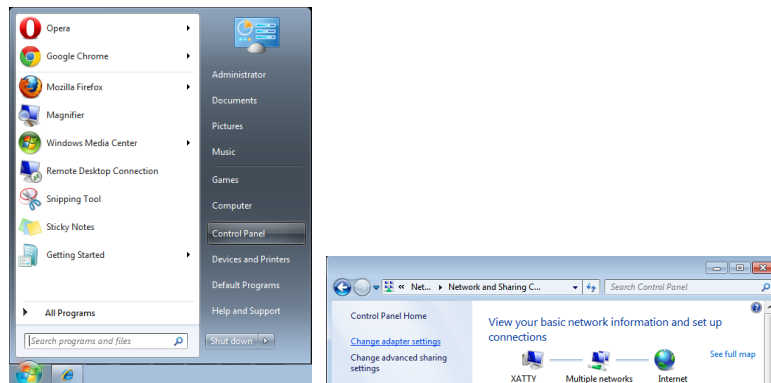 Opera
Google Chrome
Mozilla Firefox
Magnifier
Windows Media Center
Remote Desktop Connection
Snipping Tool
Sticky Notes
Getting Started
All Programs
Search programs and files
Administrator
Documents
Pictures
Music
Games
Computer
Control Panel
Devices and Printers
Default Programs
Help and Support
Shut down
« Net... Network and Sharing C...
Search Control Panel
Control Panel Home
Change adapter settings
Change advanced sharing
settings
View your basic network information and set up
connections
See full map
XATTY Multiple networks Internet